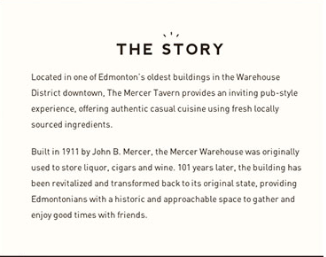 THE STORY
Located in one of Edmonton's oldest buildings in the Warehouse
District downtown, The Mercer Tavern provides an inviting pub-style
experience, offering authentic casual cuisine using fresh locally
sourced ingredients.
Built in 1911 by John B. Mercer, the Mercer Warehouse was originally
used to store liquor, cigars and wine. 101 years later, the building has
been revitalized and transformed back to its original state, providing
Edmontonians with a historic and approachable space to gather and
enjoy good times with friends.